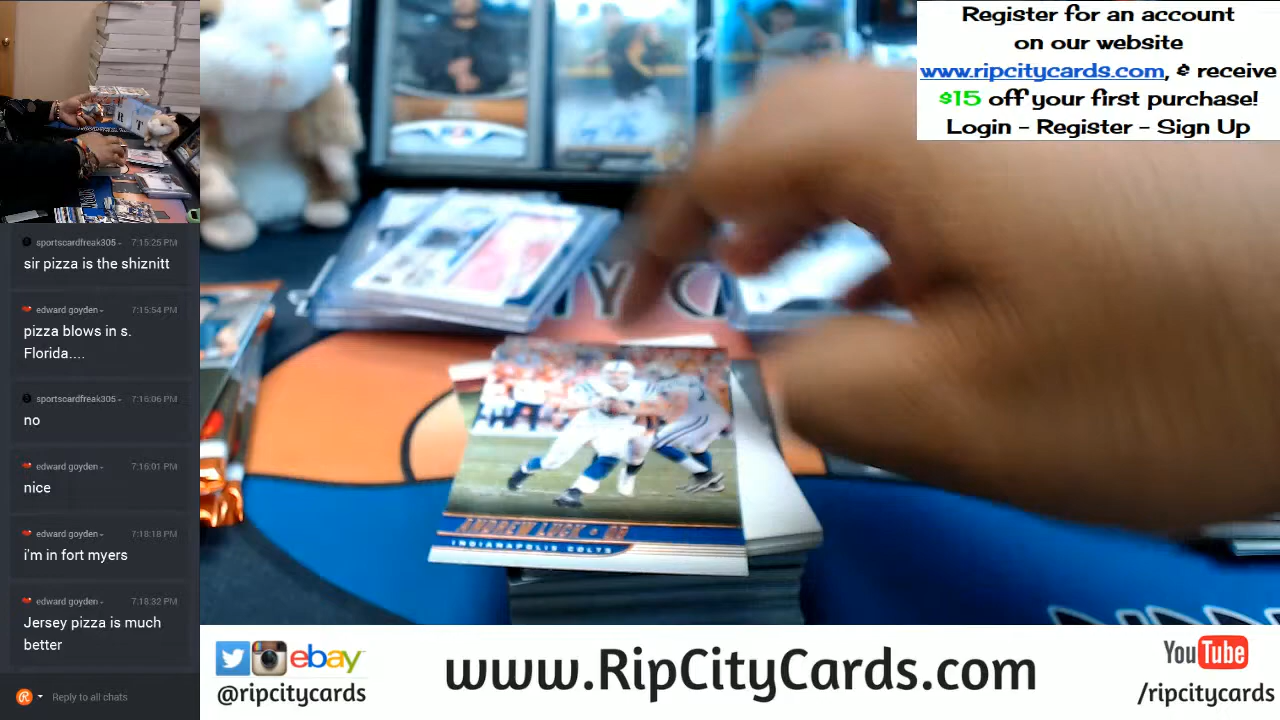 Register for an account
on our website
www.ripcitycards.com, & receive
$15 off your first purchase!
Login - Register - Sign Up
sportscardfreak305 - 7:15:25 PM
sir pizza is the shiznitt
edward goyden - 7:15:54 PM
pizza blows in s.
Florida....
sportscardfreak305 - 7:16:06 PM
no
edward goyden - 7:16:01 PM
nice
edward goyden - 7:18:18 PM
i'm in fort myers
edward goyden - 7:18:32 PM
Jersey pizza is much
better
Reply to all chats
ANDREW LUCK • QB
INDIANAPOLIS COLTS
ebay
@ripcitycards
www.RipCityCards.com
YouTube
/ripcitycards